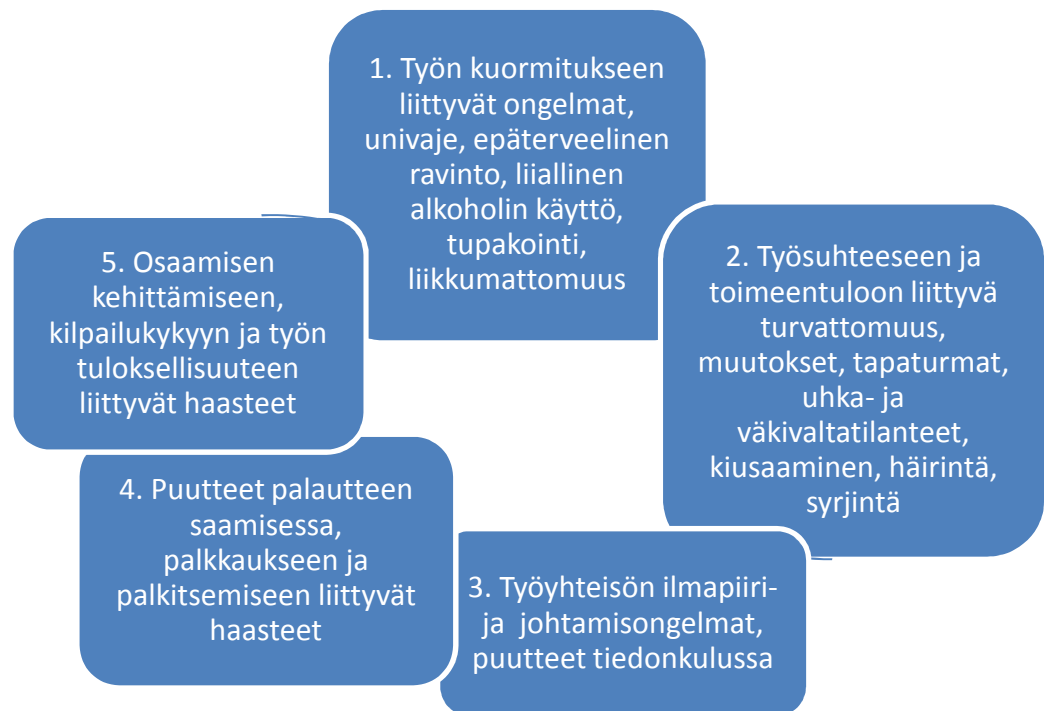 1. Työn kuormitukseen
liittyvät ongelmat,
univaje, epäterveelinen
ravinto, liiallinen
alkoholin käyttö,
tupakointi,
liikkumattomuus
2. Työsuhteeseen ja
toimeentuloon liittyvä
turvattomuus,
muutokset, tapaturmat,
uhka- ja
väkivaltatilanteet,
kiusaaminen, häirintä,
syrjintä
3. Työyhteisön ilmapiiri-
ja johtamisongelmat,
puutteet tiedonkulussa
4. Puutteet palautteen
saamisessa,
palkkaukseen ja
palkitsemiseen liittyvät
haasteet
5. Osaamisen
kehittämiseen,
kilpailukykyyn ja työn
tuloksellisuuteen
liittyvät haasteet